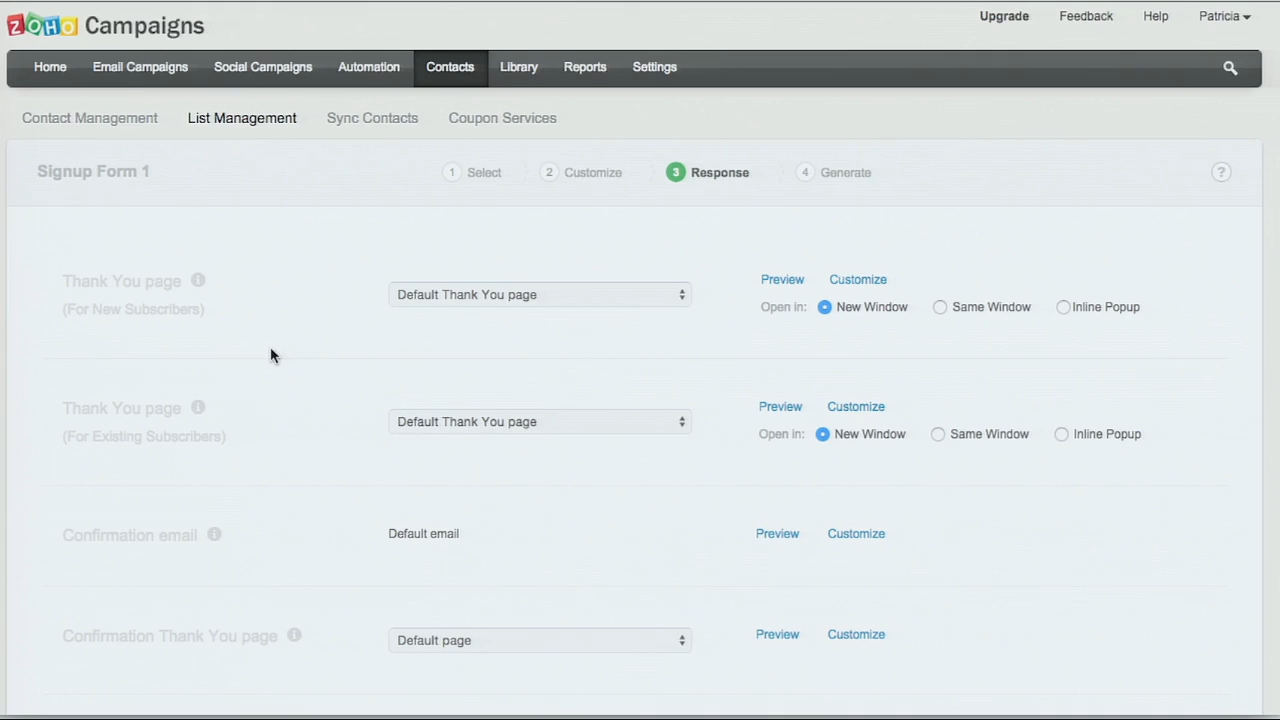 ZOHO Campaigns
Upgrade Feedback Help Patricia
Home Email Campaigns Social Campaigns Automation Contacts Library Reports Settings
Contact Management List Management Sync Contacts Coupon Services
Signup Form 1
1 Select 2 Customize 3 Response 4 Generate ?
Thank You page
(For New Subscribers)
Default Thank You page
Preview Customize
Open in: New Window Same Window Inline Popup
Thank You page
(For Existing Subscribers)
Default Thank You page
Preview Customize
Open in: New Window Same Window Inline Popup
Confirmation email
Default email
Preview Customize
Confirmation Thank You page
Default page
Preview Customize